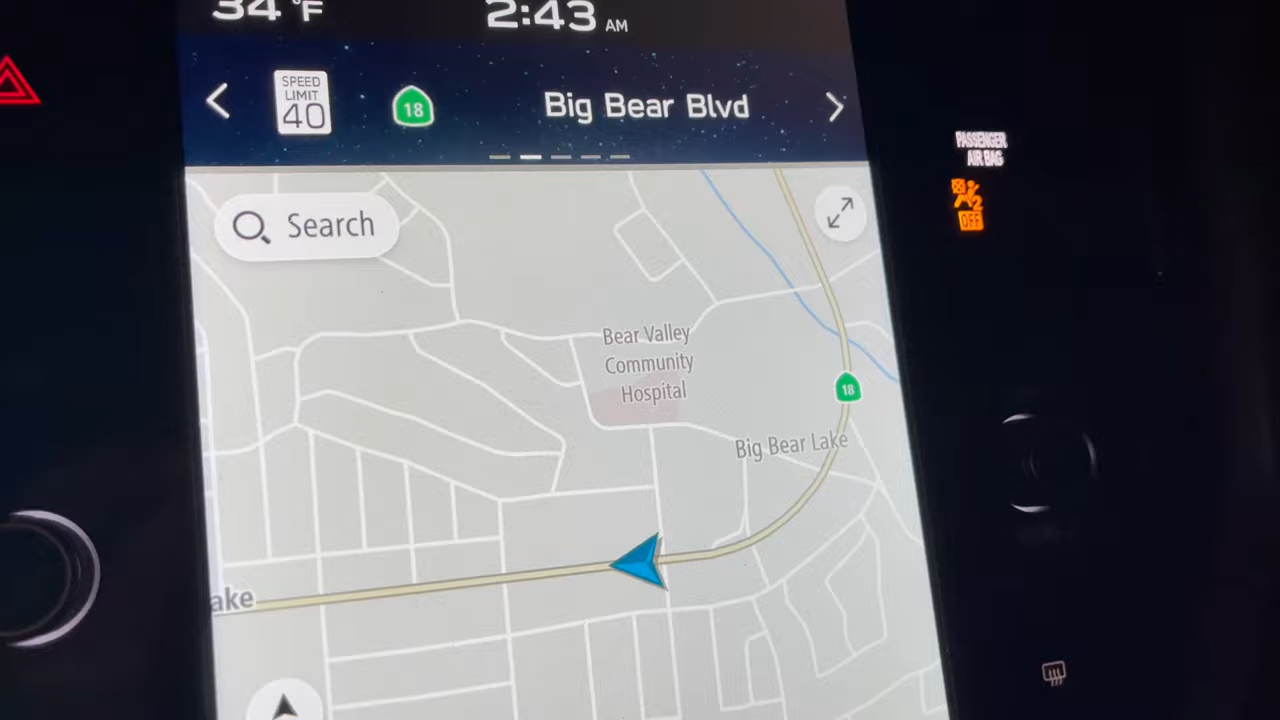 34 °F
2:43 AM
SPEED
LIMIT
40
18
Big Bear Blvd
PASSENGER
AIR BAG
2
OFF
Search
Bear Valley
Community
Hospital
18
Big Bear Lake
ake